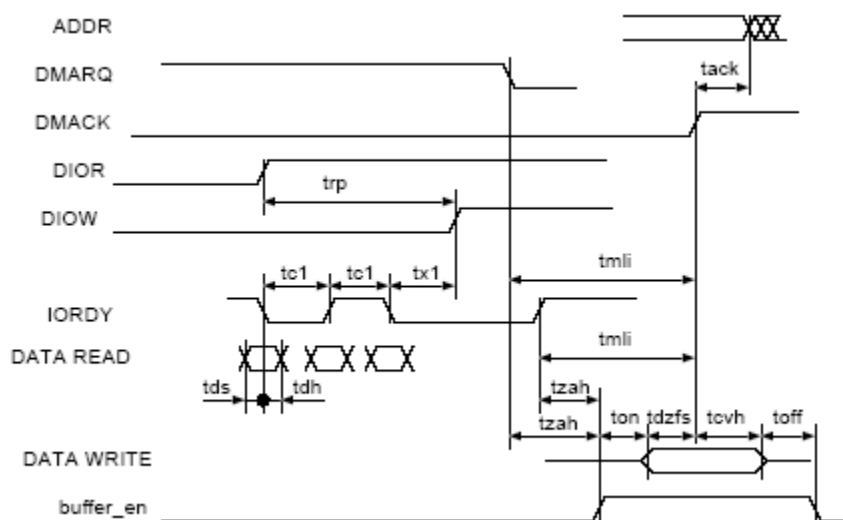 ADDR
DMARQ
tack
DMACK
DIOR
trp
DIOW
tc1 tc1 tx1
tmli
IORDY
tmli
DATA READ
tds tdh
tzah
tzah ton tdzfs tcvh toff
DATA WRITE
buffer_en